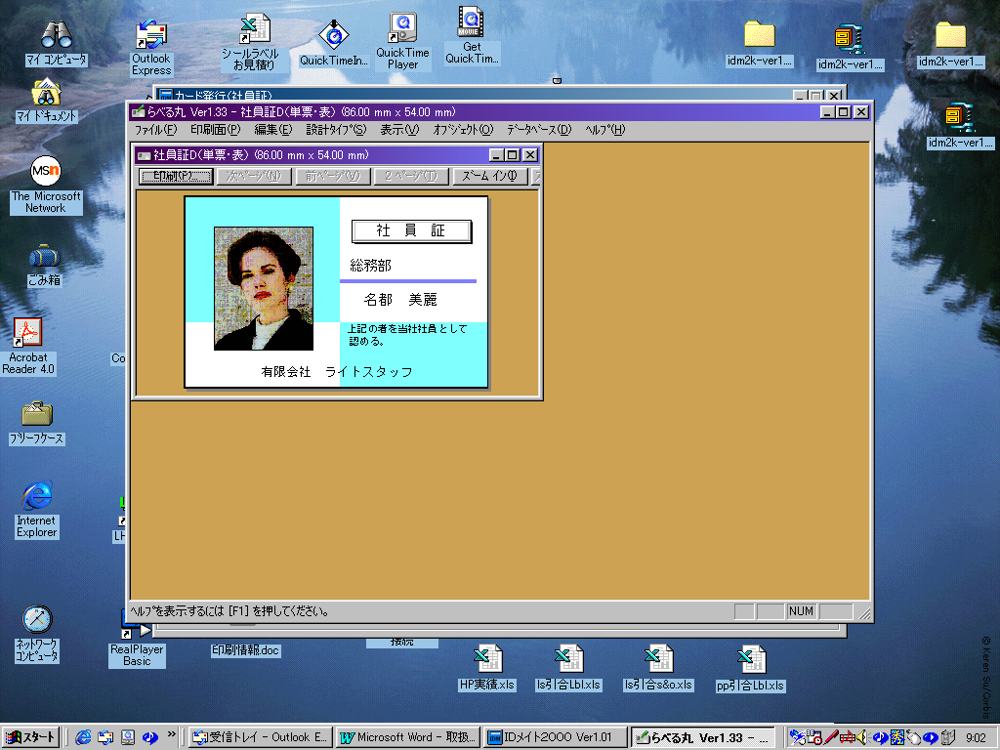 マイ コンピュータ
Outlook
Express
シールラベル
お見積り
QuickTimeIn...
QuickTime
Player
MOVIE
Get
QuickTim...
idm2k-ver1....
idm2k-ver1....
idm2k-ver1....
idm2k-ver1....
マイ ドキュメント
msn
The Microsoft
Network
ごみ箱
Acrobat
Reader 4.0
Co
ブリーフケース
Internet
Explorer
LH
ネットワーク
コンピュータ
RealPlayer
Basic
印刷情報.doc
接続
HP実績.xls
ls引合Lbl.xls
ls引合s&o.xls
pp引合Lbl.xls
カード発行(社員証)
らべる丸 Ver1.33 - 社員証D(単票・表) (86.00 mm x 54.00 mm)
ファイル(F) 印刷面(P) 編集(E) 設計タイプ(S) 表示(V) オブジェクト(O) データベース(D) ヘルプ(H)
社員証D(単票・表) (86.00 mm x 54.00 mm)
印刷(P)... 次ページ(N) 前ページ(V) 2 ページ(T) ズーム イン(I)
社 員 証
総務部
名都 美麗
上記の者を当社社員として
認める。
有限会社 ライトスタッフ
ヘルプを表示するには [F1] を押してください。
NUM
© Keren Su/Corbis
スタート
受信トレイ - Outlook E...
Microsoft Word - 取扱...
IDメイト2000 Ver1.01
らべる丸 Ver1.33 - ...
9:02